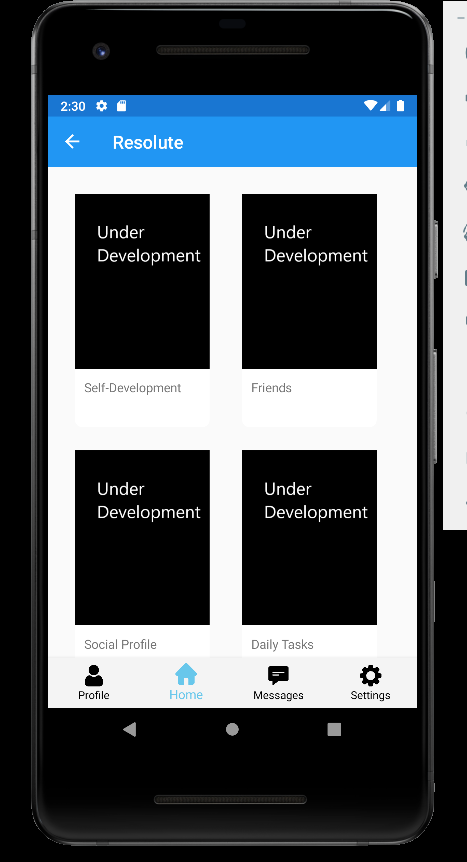 2:30
Resolute
Under
Development
Under
Development
Self-Development
Friends
Under
Development
Under
Development
Social Profile
Daily Tasks
Profile
Home
Messages
Settings